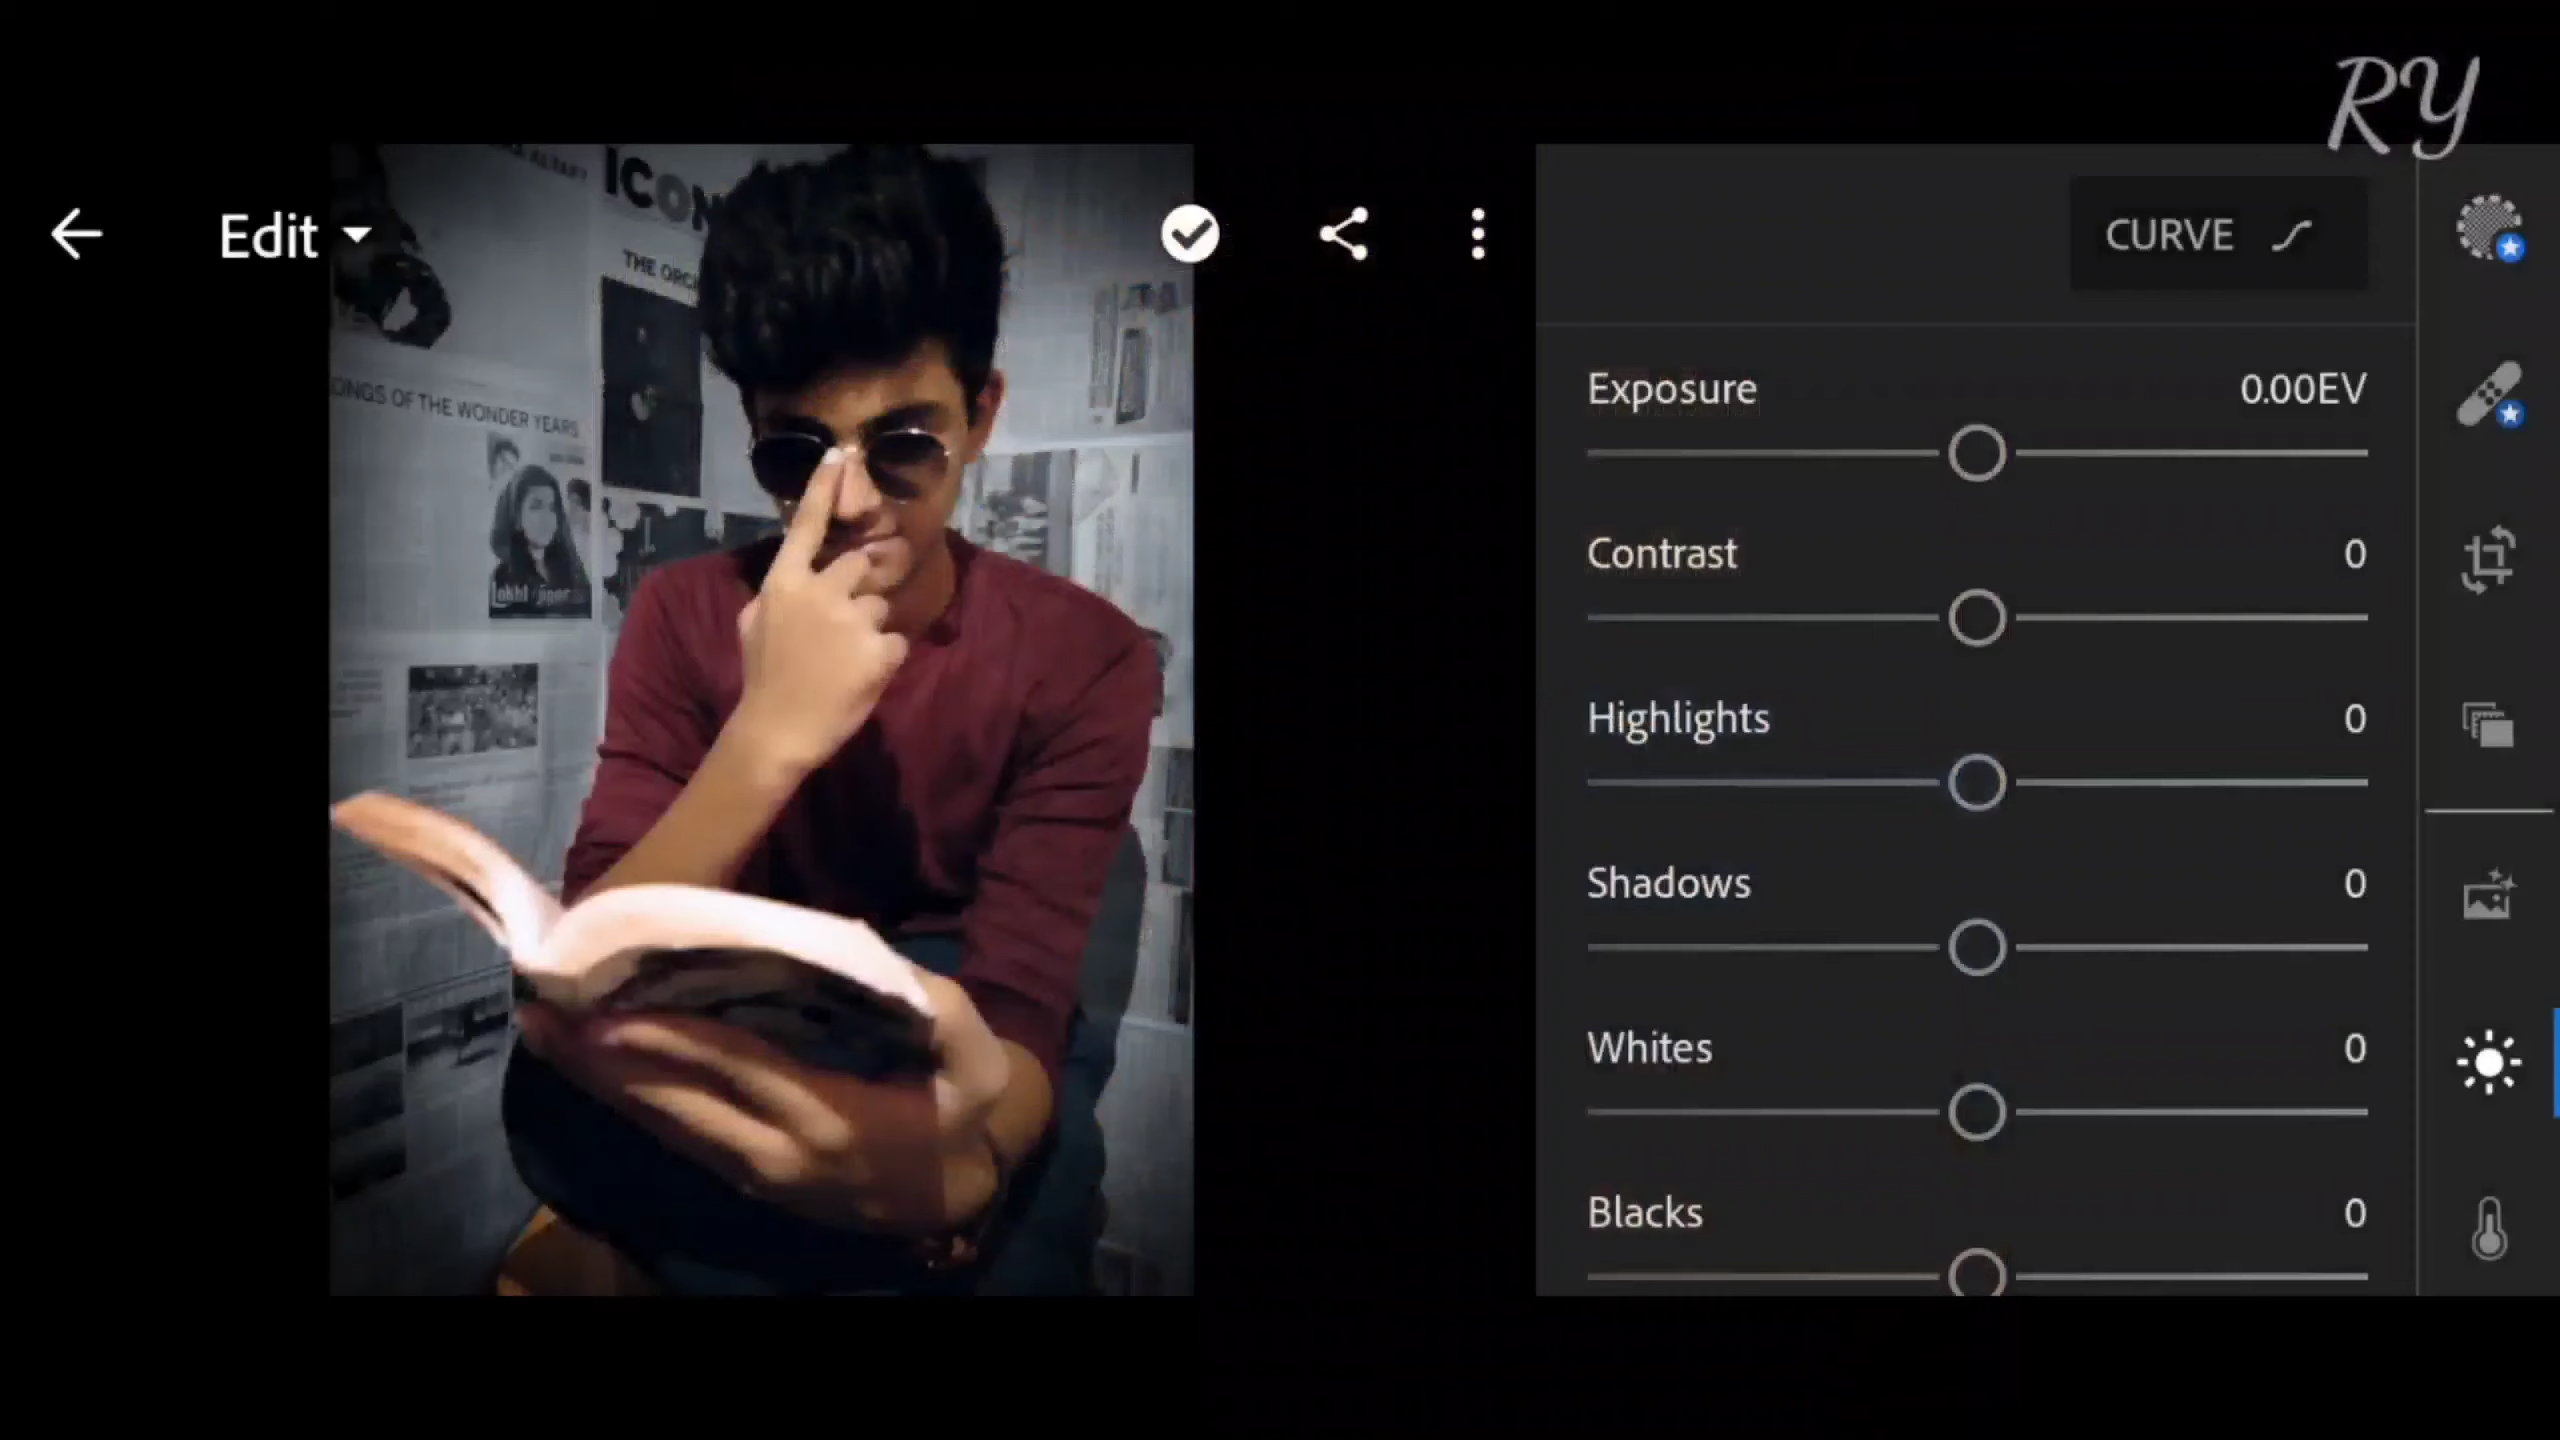 RY
Edit
CURVE
Exposure 0.00EV
Contrast 0
Highlights 0
Shadows 0
Whites 0
Blacks 0
ICON
THE
ONGS OF THE WONDER YEARS